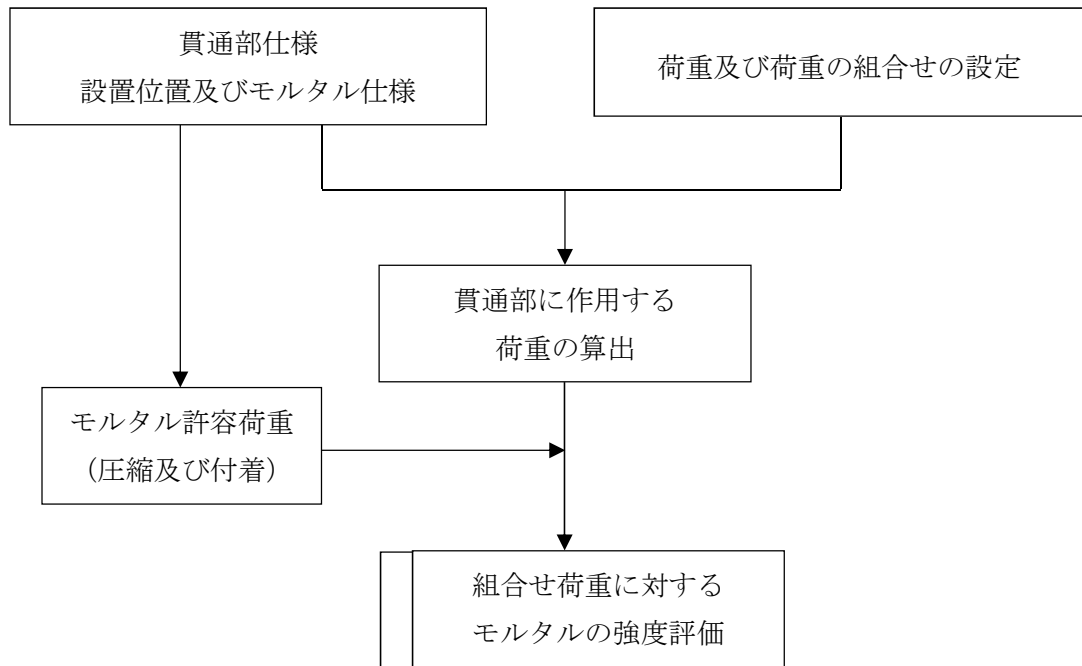 貫通部仕様
設置位置及びモルタル仕様
荷重及び荷重の組合せの設定
貫通部に作用する
荷重の算出
モルタル許容荷重
(圧縮及び付着)
組合せ荷重に対する
モルタルの強度評価